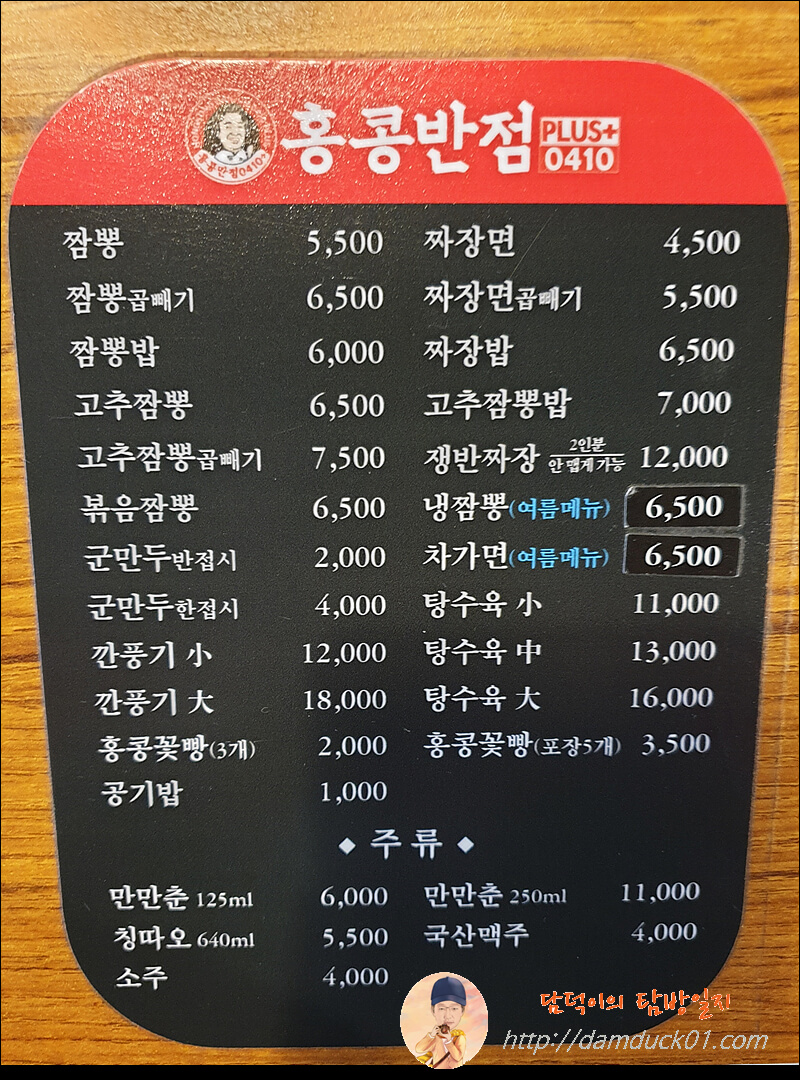 홍콩반점0410
홍콩반점 PLUS+ 0410
짬뽕 5,500 짜장면 4,500
짬뽕곱빼기 6,500 짜장면곱빼기 5,500
짬뽕밥 6,000 짜장밥 6,500
고추짬뽕 6,500 고추짬뽕밥 7,000
고추짬뽕곱빼기 7,500 쟁반짜장 2인분 안 맵게 가능 12,000
볶음짬뽕 6,500 냉짬뽕(여름메뉴) 6,500
군만두반접시 2,000 차가면(여름메뉴) 6,500
군만두한접시 4,000 탕수육 小 11,000
깐풍기 小 12,000 탕수육 中 13,000
깐풍기 大 18,000 탕수육 大 16,000
홍콩꽃빵(3개) 2,000 홍콩꽃빵(포장5개) 3,500
공기밥 1,000
◆ 주류 ◆
만만춘 125ml 6,000 만만춘 250ml 11,000
칭따오 640ml 5,500 국산맥주 4,000
소주 4,000
담덕이의 탐방일지
http://damduck01.com